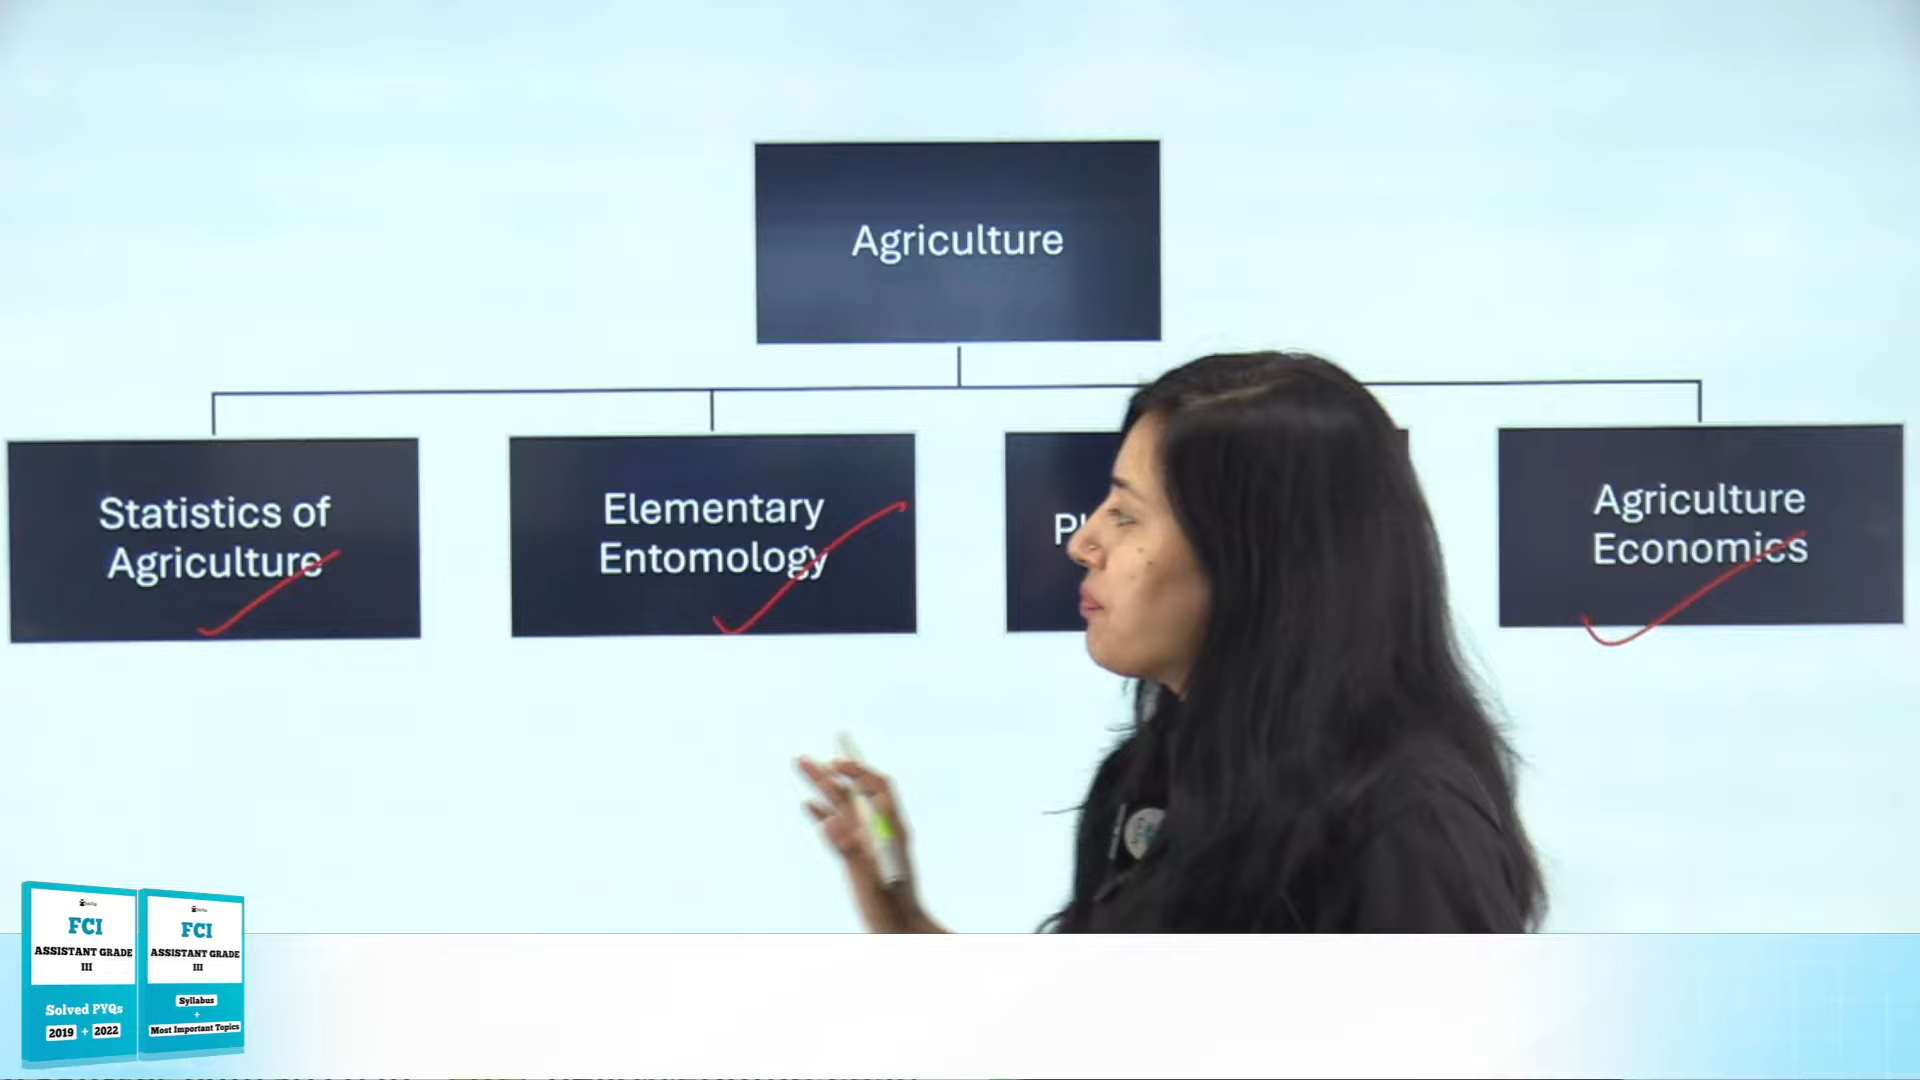 Agriculture
Statistics of
Agriculture
Elementary
Entomology
Agriculture
Economics
FCI
ASSISTANT GRADE
III
Solved PYQs
2019 + 2022
FCI
ASSISTANT GRADE
III
Syllabus
+
Most Important Topics